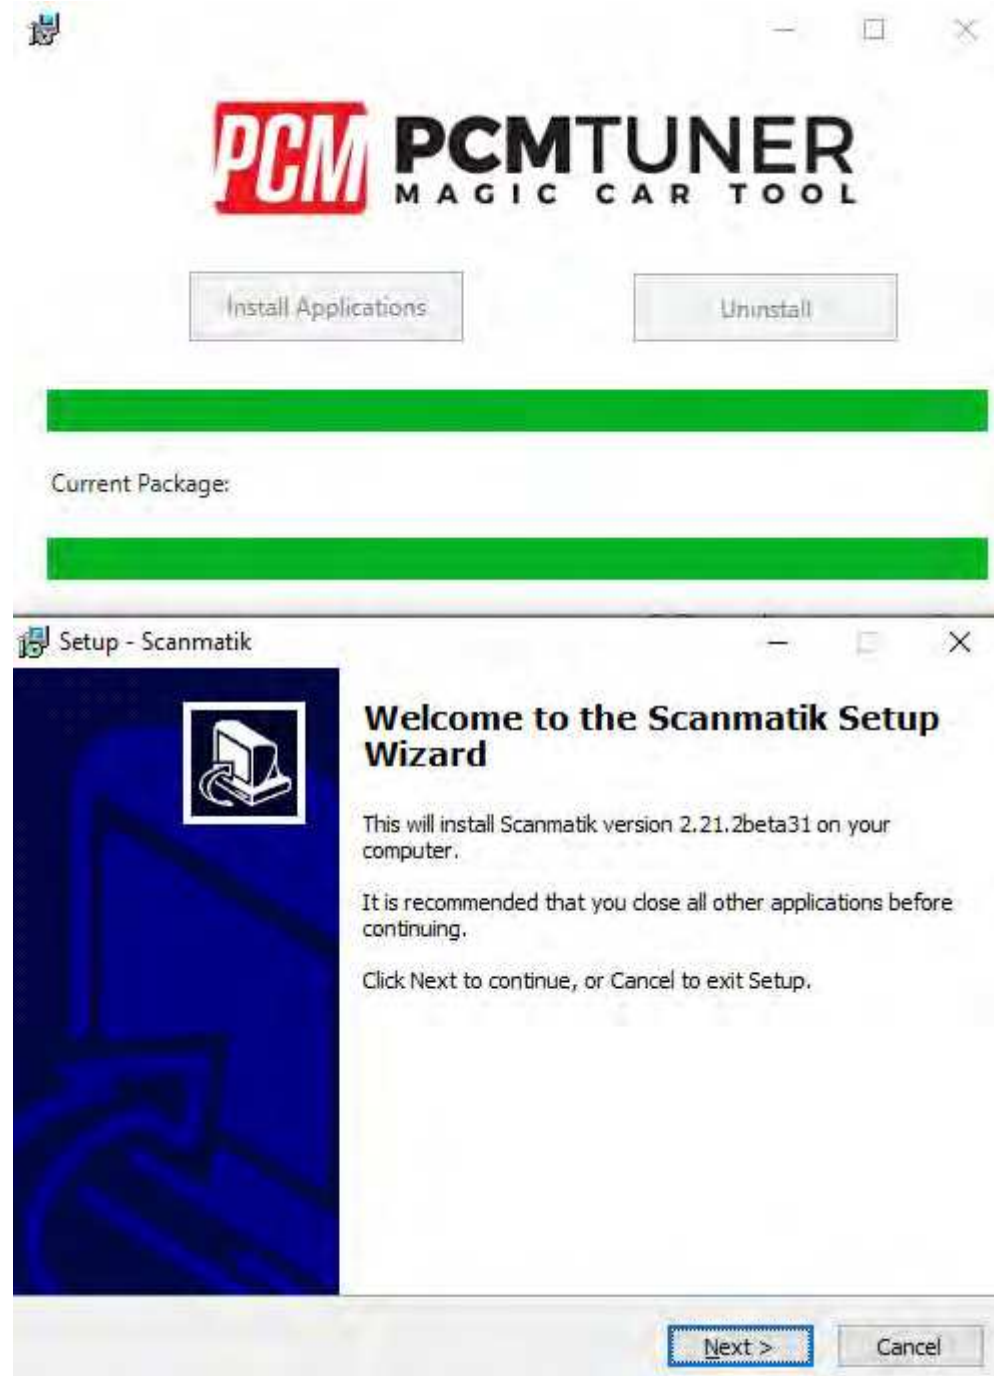 PCM PCMTUNER
MAGIC CAR TOOL
Install Applications
Uninstall
Current Package:
Setup - Scanmatik
Welcome to the Scanmatik Setup
Wizard
This will install Scanmatik version 2.21.2beta31 on your
computer.
It is recommended that you close all other applications before
continuing.
Click Next to continue, or Cancel to exit Setup.
Next >
Cancel